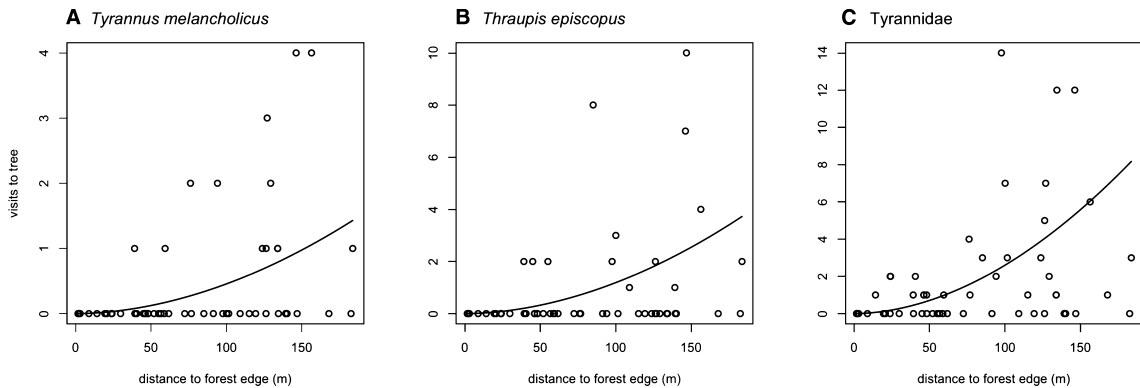 A Tyrannus melancholicus
B Thraupis episcopus
C Tyrannidae
visits to tree
4
3
2
1
0
0 50 100 150
distance to forest edge (m)
10
8
6
4
2
0
0 50 100 150
distance to forest edge (m)
14
12
10
8
6
4
2
0
0 50 100 150
distance to forest edge (m)